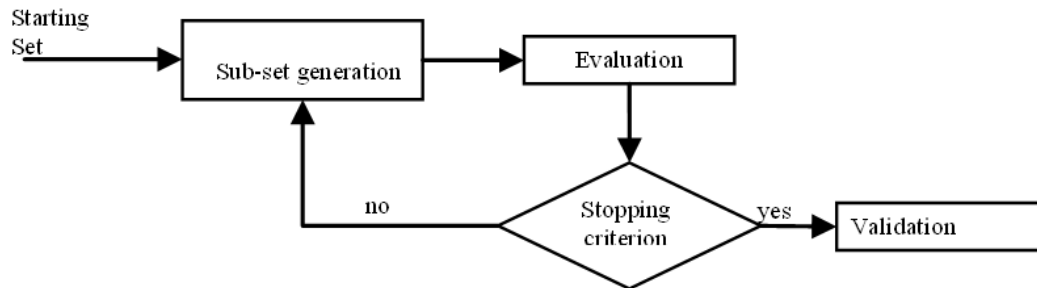 Starting
Set
Sub-set generation
Evaluation
Stopping
criterion
no
yes
Validation